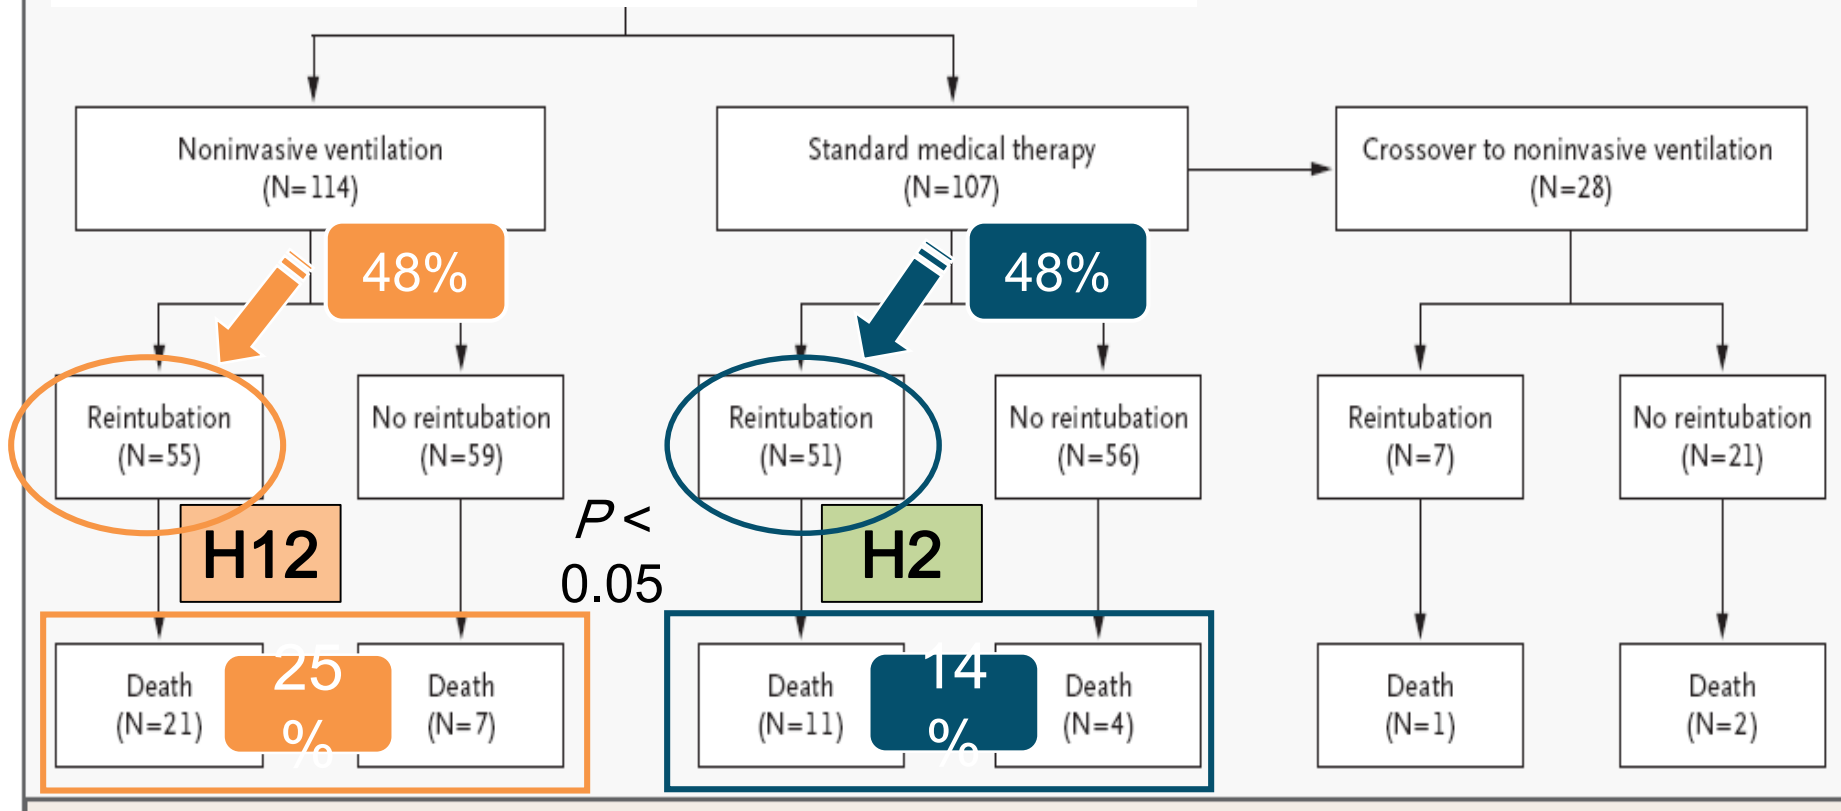 Noninvasive ventilation
(N=114)
Standard medical therapy
(N=107)
Crossover to noninvasive ventilation
(N=28)
48%
48%
Reintubation
(N=55)
No reintubation
(N=59)
Reintubation
(N=51)
No reintubation
(N=56)
Reintubation
(N=7)
No reintubation
(N=21)
H12
P <
0.05
H2
Death
(N=21)
25
%
Death
(N=7)
Death
(N=11)
14
%
Death
(N=4)
Death
(N=1)
Death
(N=2)